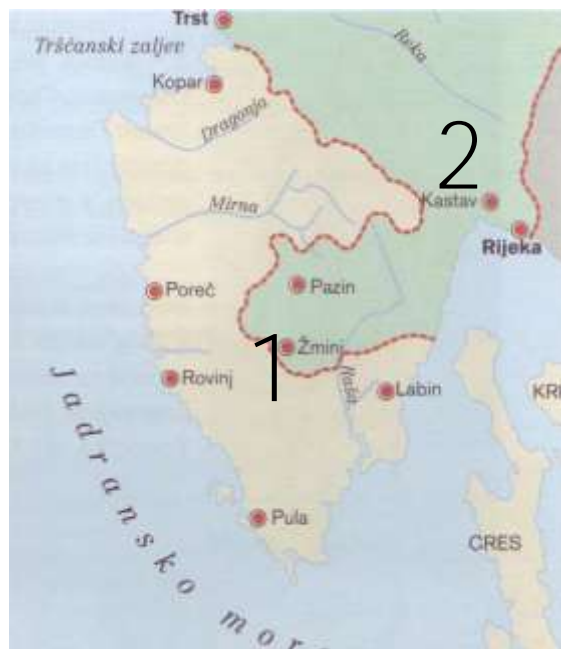 Trst
Tršćanski zaljev
Reka
Kopar
Dragonja
2
Kastav
Mirna
Rijeka
Poreč
Pazin
1
Žminj
Rovinj
Raša
Labin
KR
Pula
CRES
Jadransko mor